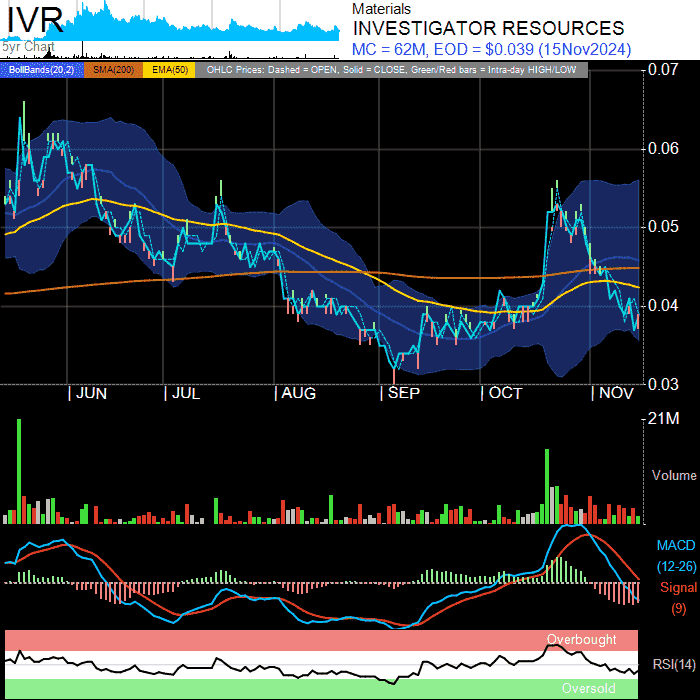 IVR
5yr Chart
Materials
INVESTIGATOR RESOURCES
MC = 62M, EOD = $0.039 (15Nov2024)
BollBands(20,2) SMA(200) EMA(50) OHLC Prices: Dashed = OPEN, Solid = CLOSE, Green/Red bars = Intra-day HIGH/LOW
0.07
0.06
0.05
0.04
0.03
JUN JUL AUG SEP OCT NOV
21M
Volume
MACD
(12-26)
Signal
(9)
Overbought
RSI(14)
Oversold